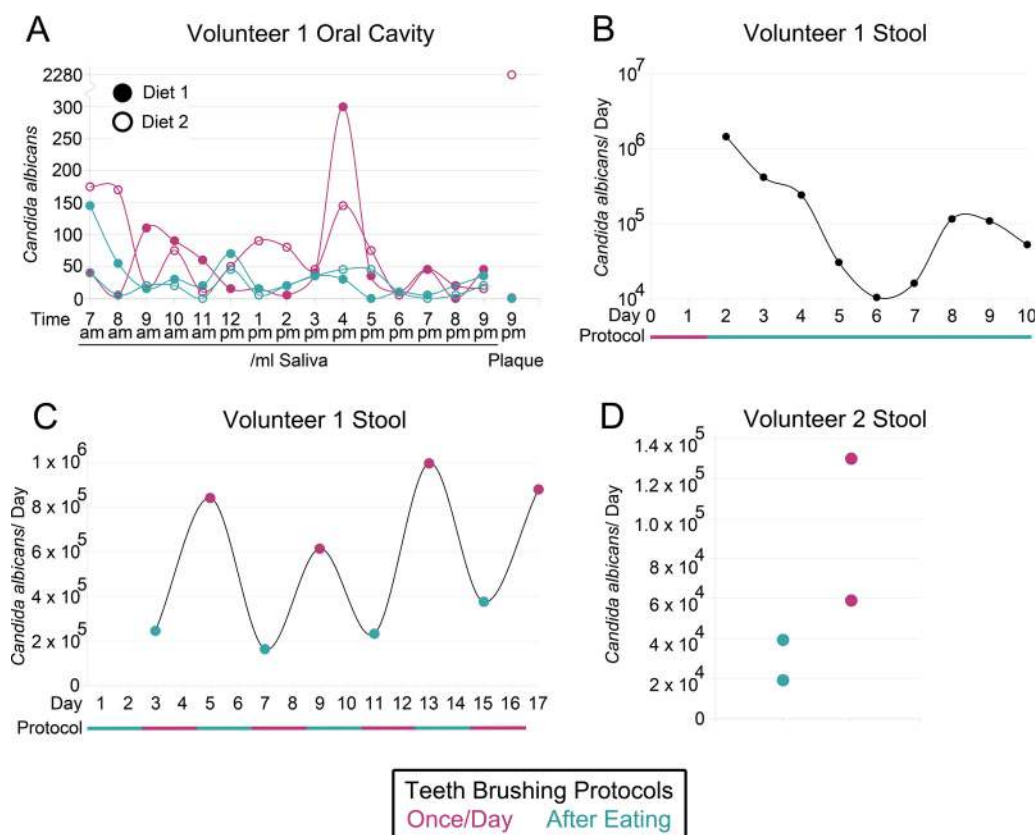 A
Volunteer 1 Oral Cavity
Candida albicans
2280
300
250
200
150
100
50
0
Diet 1
Diet 2
Time
7 am 8 am 9 am 10 am 11 am 12 pm 1 pm 2 pm 3 pm 4 pm 5 pm 6 pm 7 pm 8 pm 9 pm 9 pm
/ml Saliva
Plaque
B
Volunteer 1 Stool
Candida albicans/ Day
10^7
10^6
10^5
10^4
Day 0 1 2 3 4 5 6 7 8 9 10
Protocol
C
Volunteer 1 Stool
Candida albicans/ Day
1 x 10^6
8 x 10^5
6 x 10^5
4 x 10^5
2 x 10^5
0
Day 1 2 3 4 5 6 7 8 9 10 11 12 13 14 15 16 17
Protocol
D
Volunteer 2 Stool
Candida albicans/ Day
1.4 x 10^5
1.2 x 10^5
1.0 x 10^5
8 x 10^4
6 x 10^4
4 x 10^4
2 x 10^4
0
Teeth Brushing Protocols
Once/Day After Eating